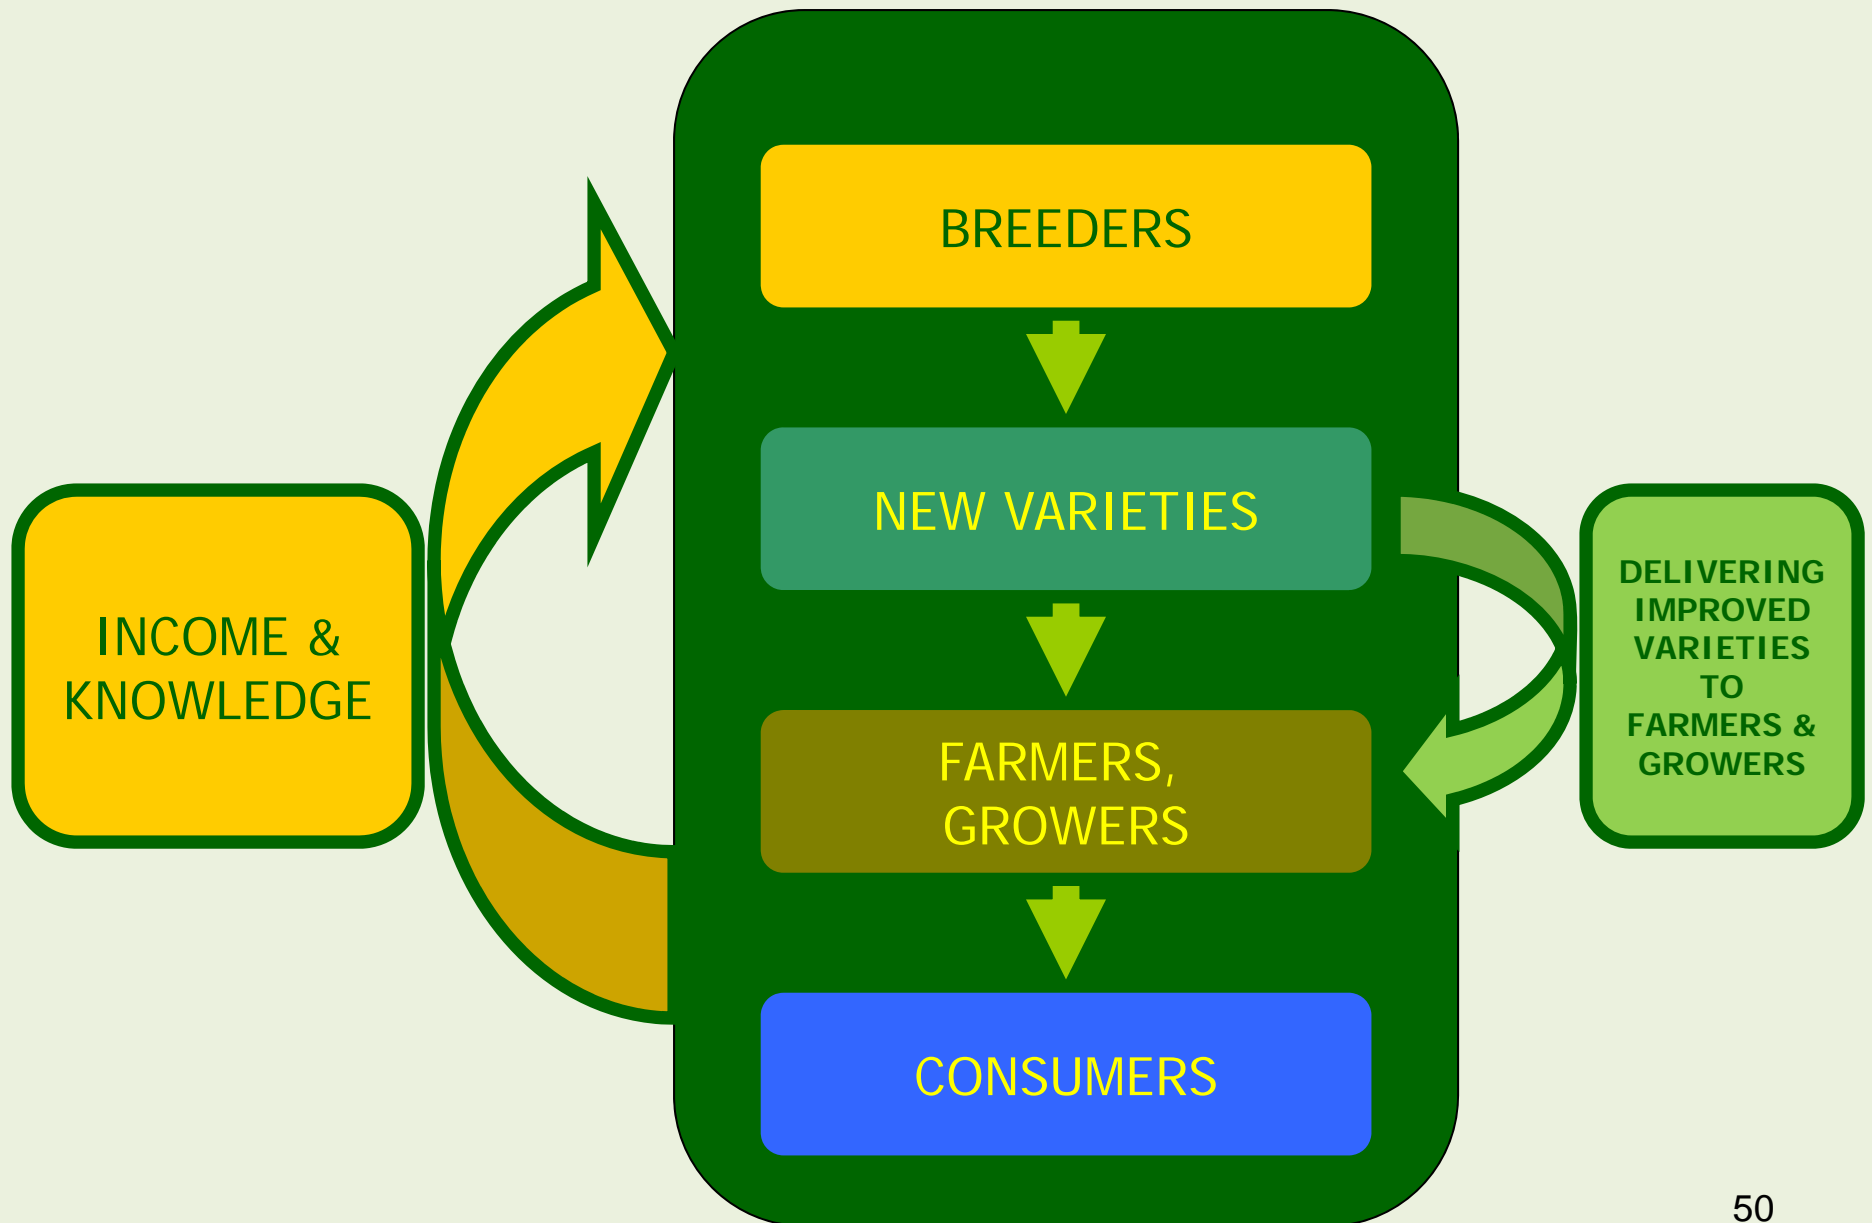 BREEDERS
NEW VARIETIES
FARMERS,
GROWERS
CONSUMERS
INCOME &
KNOWLEDGE
DELIVERING
IMPROVED
VARIETIES
TO
FARMERS &
GROWERS
50